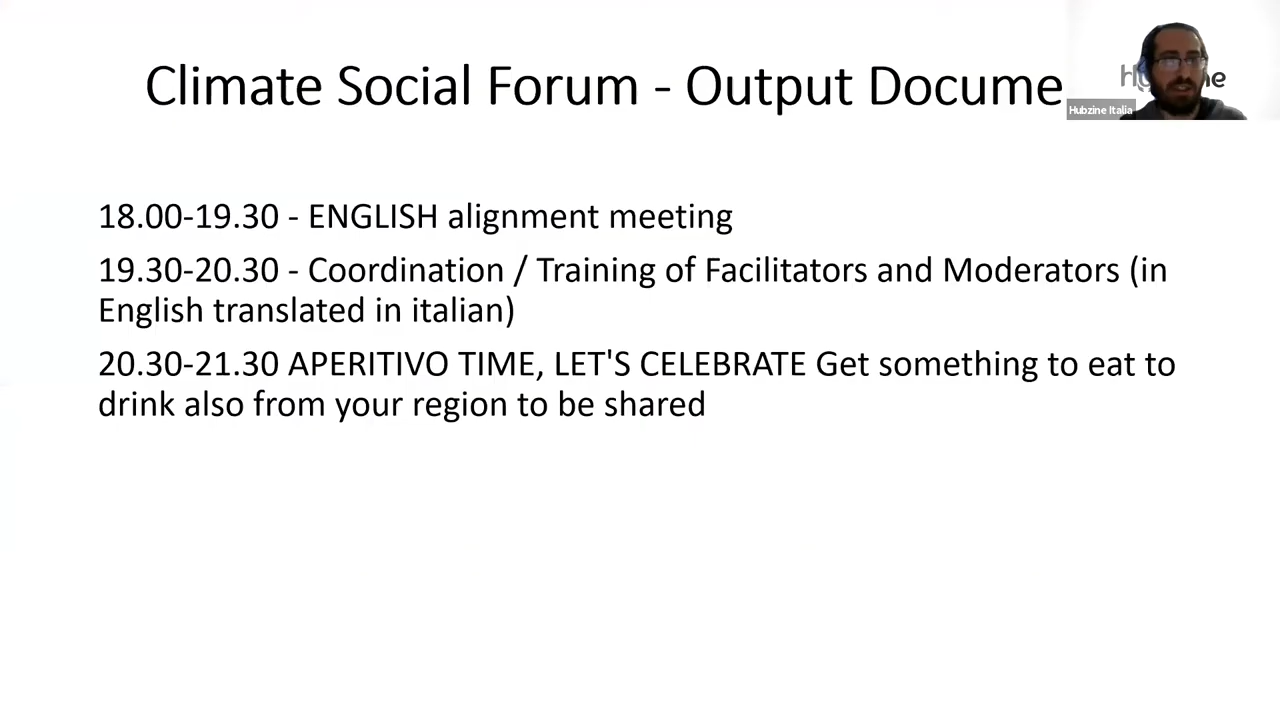 Climate Social Forum - Output Docume
Hubzine Italia
18.00-19.30 - ENGLISH alignment meeting
19.30-20.30 - Coordination / Training of Facilitators and Moderators (in
English translated in italian)
20.30-21.30 APERITIVO TIME, LET'S CELEBRATE Get something to eat to
drink also from your region to be shared